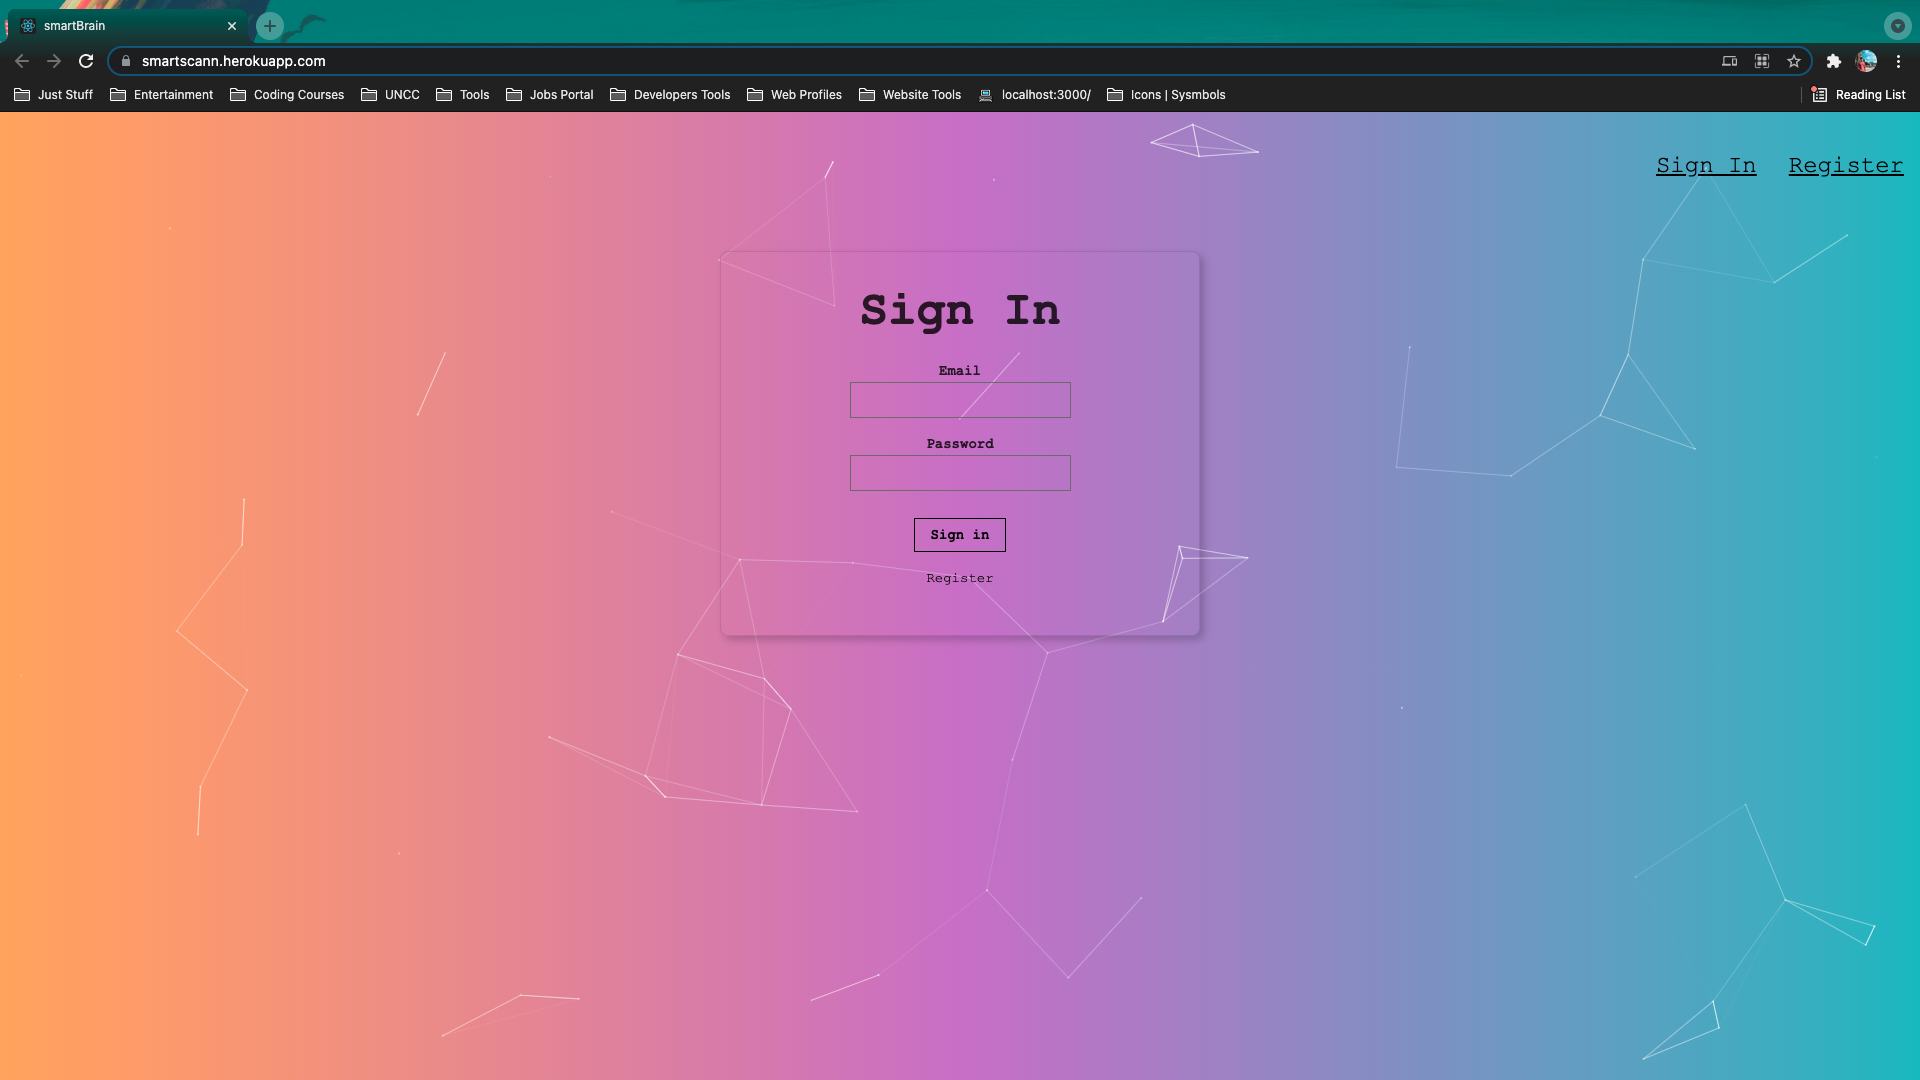 smartBrain
smartscann.herokuapp.com
Just Stuff Entertainment Coding Courses UNCC Tools Jobs Portal Developers Tools Web Profiles Website Tools localhost:3000/ Icons | Sysmbols Reading List
Sign In Register
Sign In
Email
Password
Sign in
Register